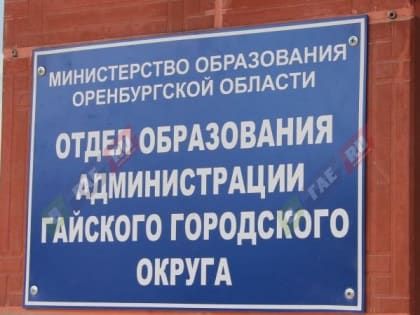 МИНИСТЕРСТВО ОБРАЗОВАНИЯ
ОРЕНБУРГСКОЙ ОБЛАСТИ
ОТДЕЛ ОБРАЗОВАНИЯ
АДМИНИСТРАЦИИ
ГАЙСКОГО ГОРОДСКОГО
ОКРУГА